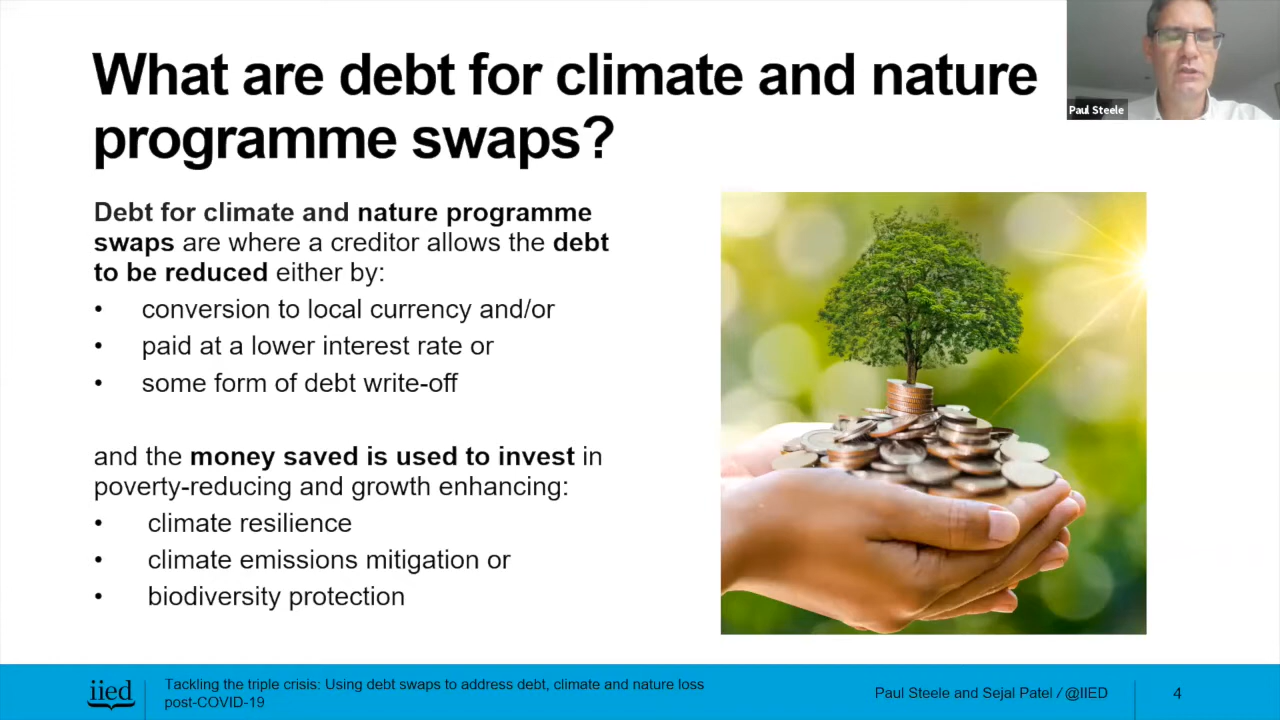 What are debt for climate and nature
programme swaps?
Paul Steele
Debt for climate and nature programme
swaps are where a creditor allows the debt
to be reduced either by:
• conversion to local currency and/or
• paid at a lower interest rate or
• some form of debt write-off
and the money saved is used to invest in
poverty-reducing and growth enhancing:
• climate resilience
• climate emissions mitigation or
• biodiversity protection
iied
Tackling the triple crisis: Using debt swaps to address debt, climate and nature loss
post-COVID-19
Paul Steele and Sejal Patel / @IIED
4